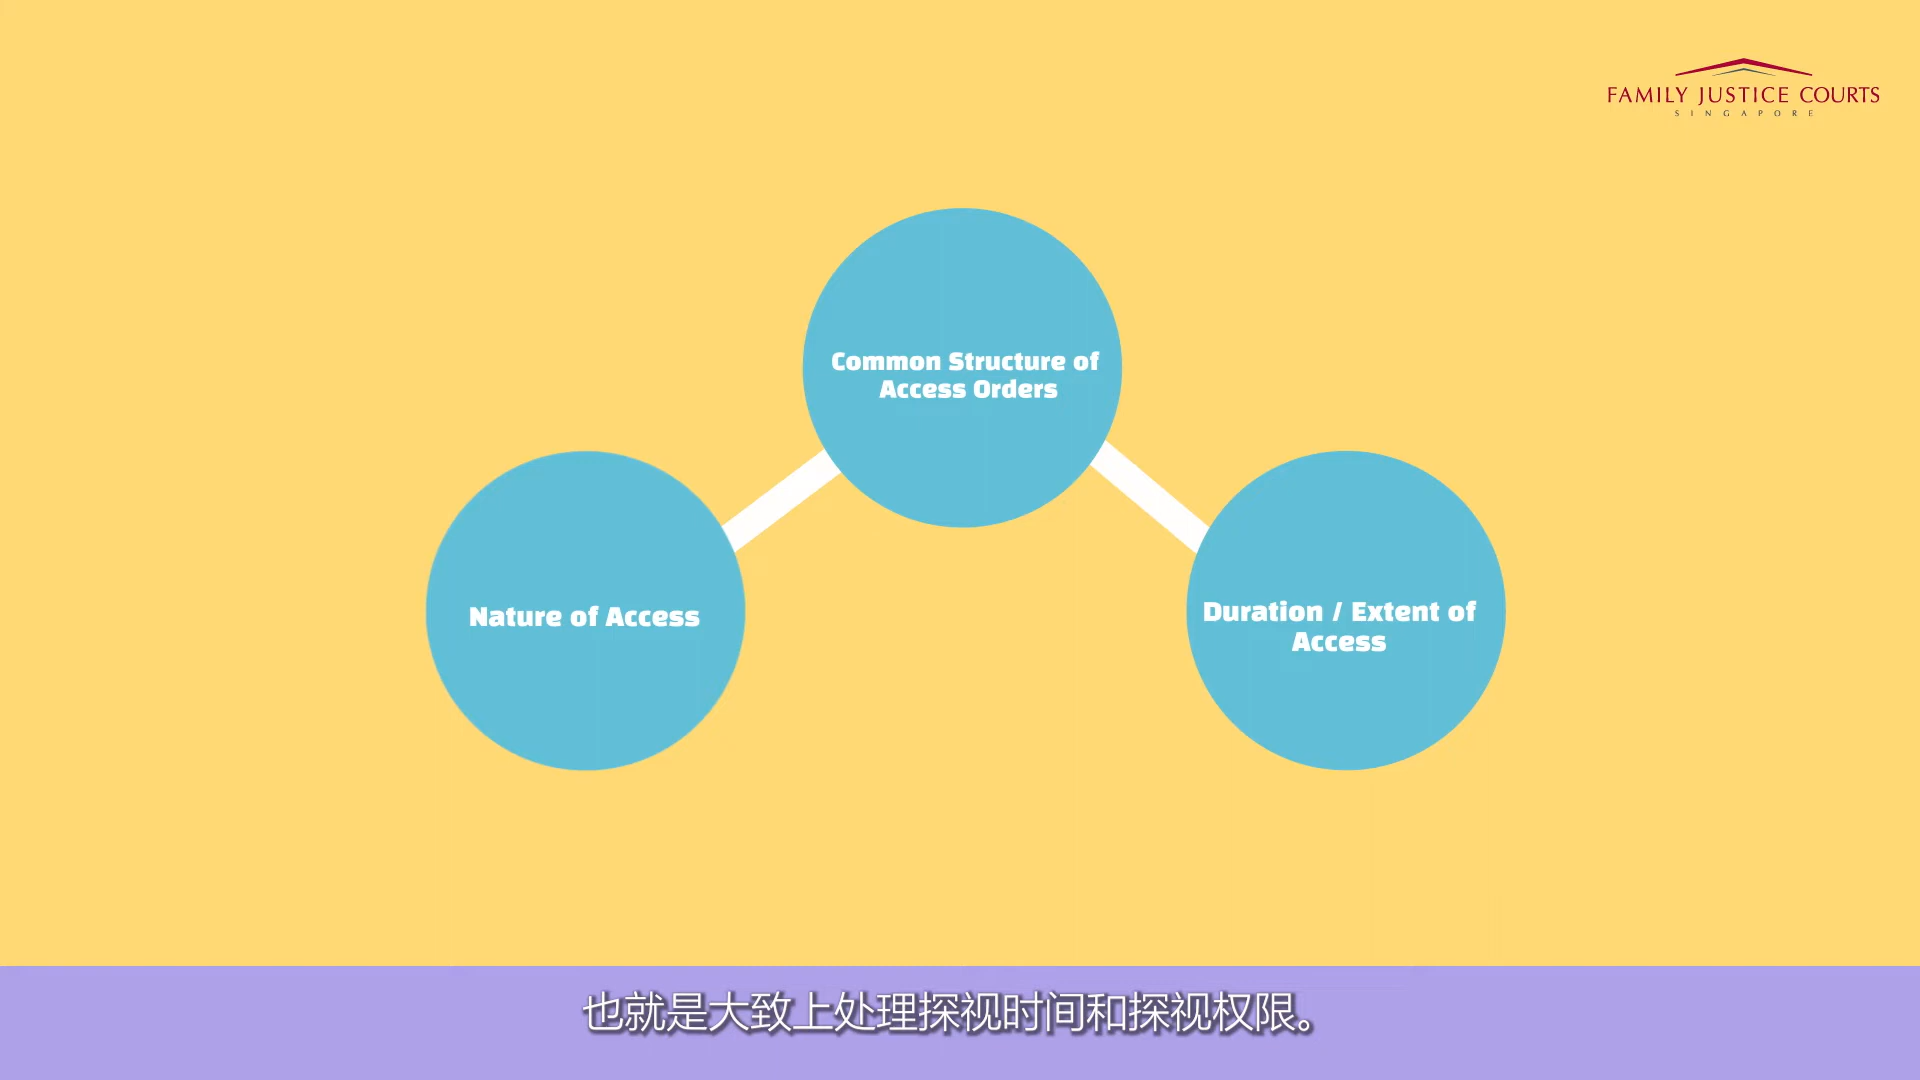 FAMILY JUSTICE COURTS
SINGAPORE
Common Structure of
Access Orders
Nature of Access
Duration / Extent of
Access
也就是大致上处理探视时间和探视权限。